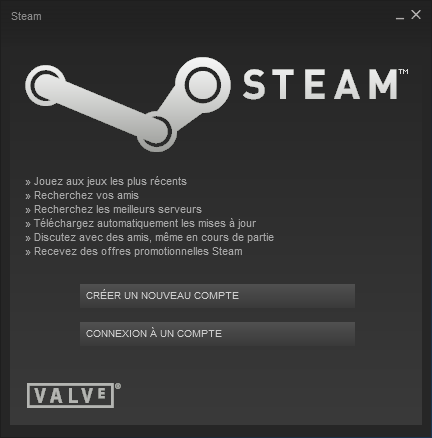 Steam
STEAM™
» Jouez aux jeux les plus récents
» Recherchez vos amis
» Recherchez les meilleurs serveurs
» Téléchargez automatiquement les mises à jour
» Discutez avec des amis, même en cours de partie
» Recevez des offres promotionnelles Steam
CRÉER UN NOUVEAU COMPTE
CONNEXION À UN COMPTE
VALVE®